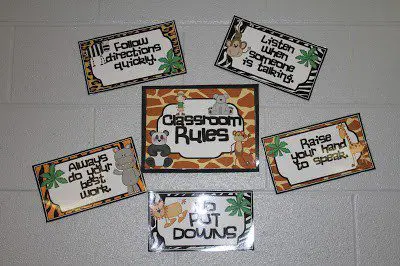 Follow
directions
quickly.
Listen
when
someone
is talking.
Classroom
Rules
Always
do your
best
work.
Raise
your hand
to speak.
PUT
DOWNS